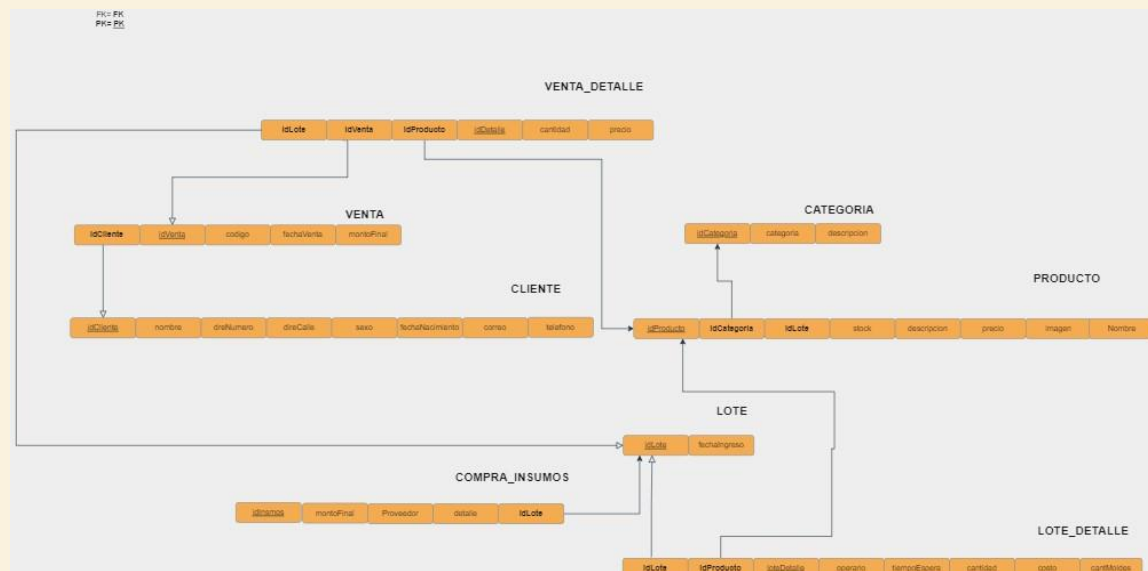 FK= FK
PK= PK
VENTA_DETALLE
IdLote IdVenta IdProducto idDetalle cantidad precio
VENTA
IdCliente idVenta codigo fechaVenta montoFinal
CATEGORIA
idCategoria categoria descripcion
CLIENTE
idCliente nombre direNumero direCalle sexo fechaNacimiento correo telefono
PRODUCTO
idProducto IdCategoria IdLote stock descripcion precio imagen Nombre
LOTE
idLote fechaIngreso
COMPRA_INSUMOS
idInsmos montoFinal Proveedor detalle IdLote
LOTE_DETALLE
IdLote IdProducto loteDetalle operario tiempoEspera cantidad costo cantMoldes